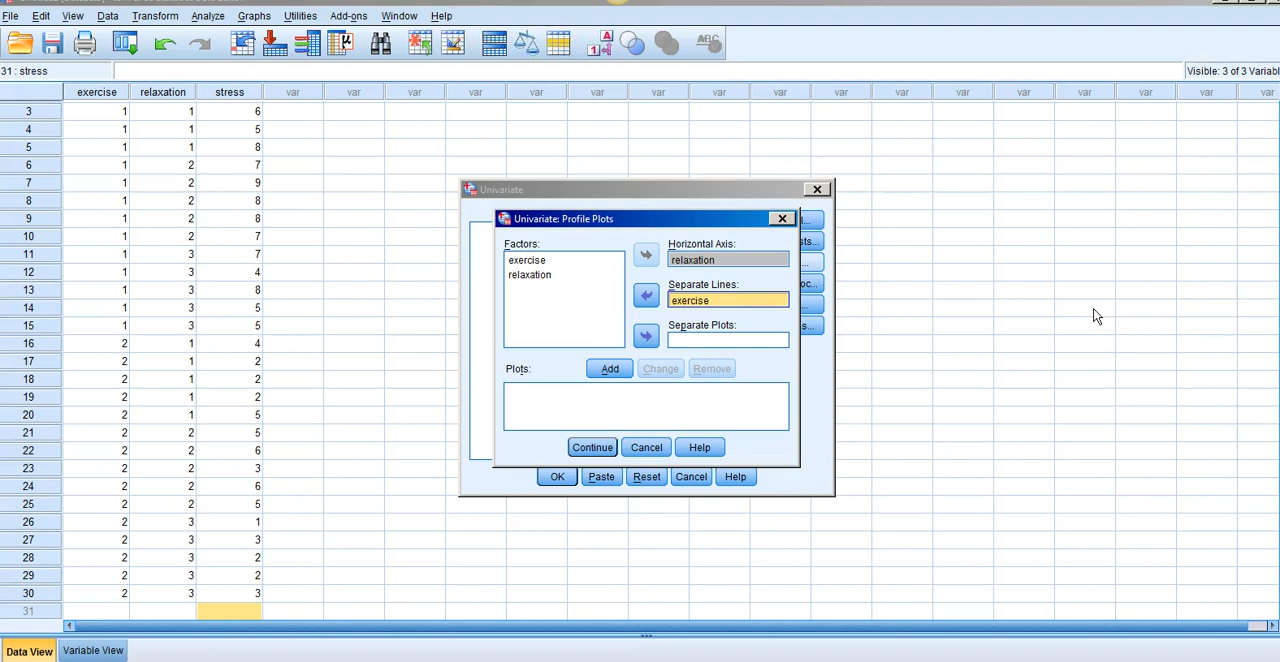 File Edit View Data Transform Analyze Graphs Utilities Add-ons Window Help
31 : stress
Visible: 3 of 3 Variabl
exercise relaxation stress var var var var var var var var var var var var var var var var var
3 1 1 6
4 1 1 5
5 1 1 8
6 1 2 7
7 1 2 9
8 1 2 8
9 1 2 8
10 1 2 7
11 1 3 7
12 1 3 4
13 1 3 8
14 1 3 5
15 1 3 5
16 2 1 4
17 2 1 2
18 2 1 2
19 2 1 2
20 2 1 5
21 2 2 5
22 2 2 6
23 2 2 3
24 2 2 6
25 2 2 5
26 2 3 1
27 2 3 3
28 2 3 2
29 2 3 2
30 2 3 3
31
Univariate
Univariate: Profile Plots
Factors:
exercise
relaxation
Horizontal Axis:
relaxation
Separate Lines:
exercise
Separate Plots:
Plots: Add Change Remove
Continue Cancel Help
OK Paste Reset Cancel Help
Data View Variable View